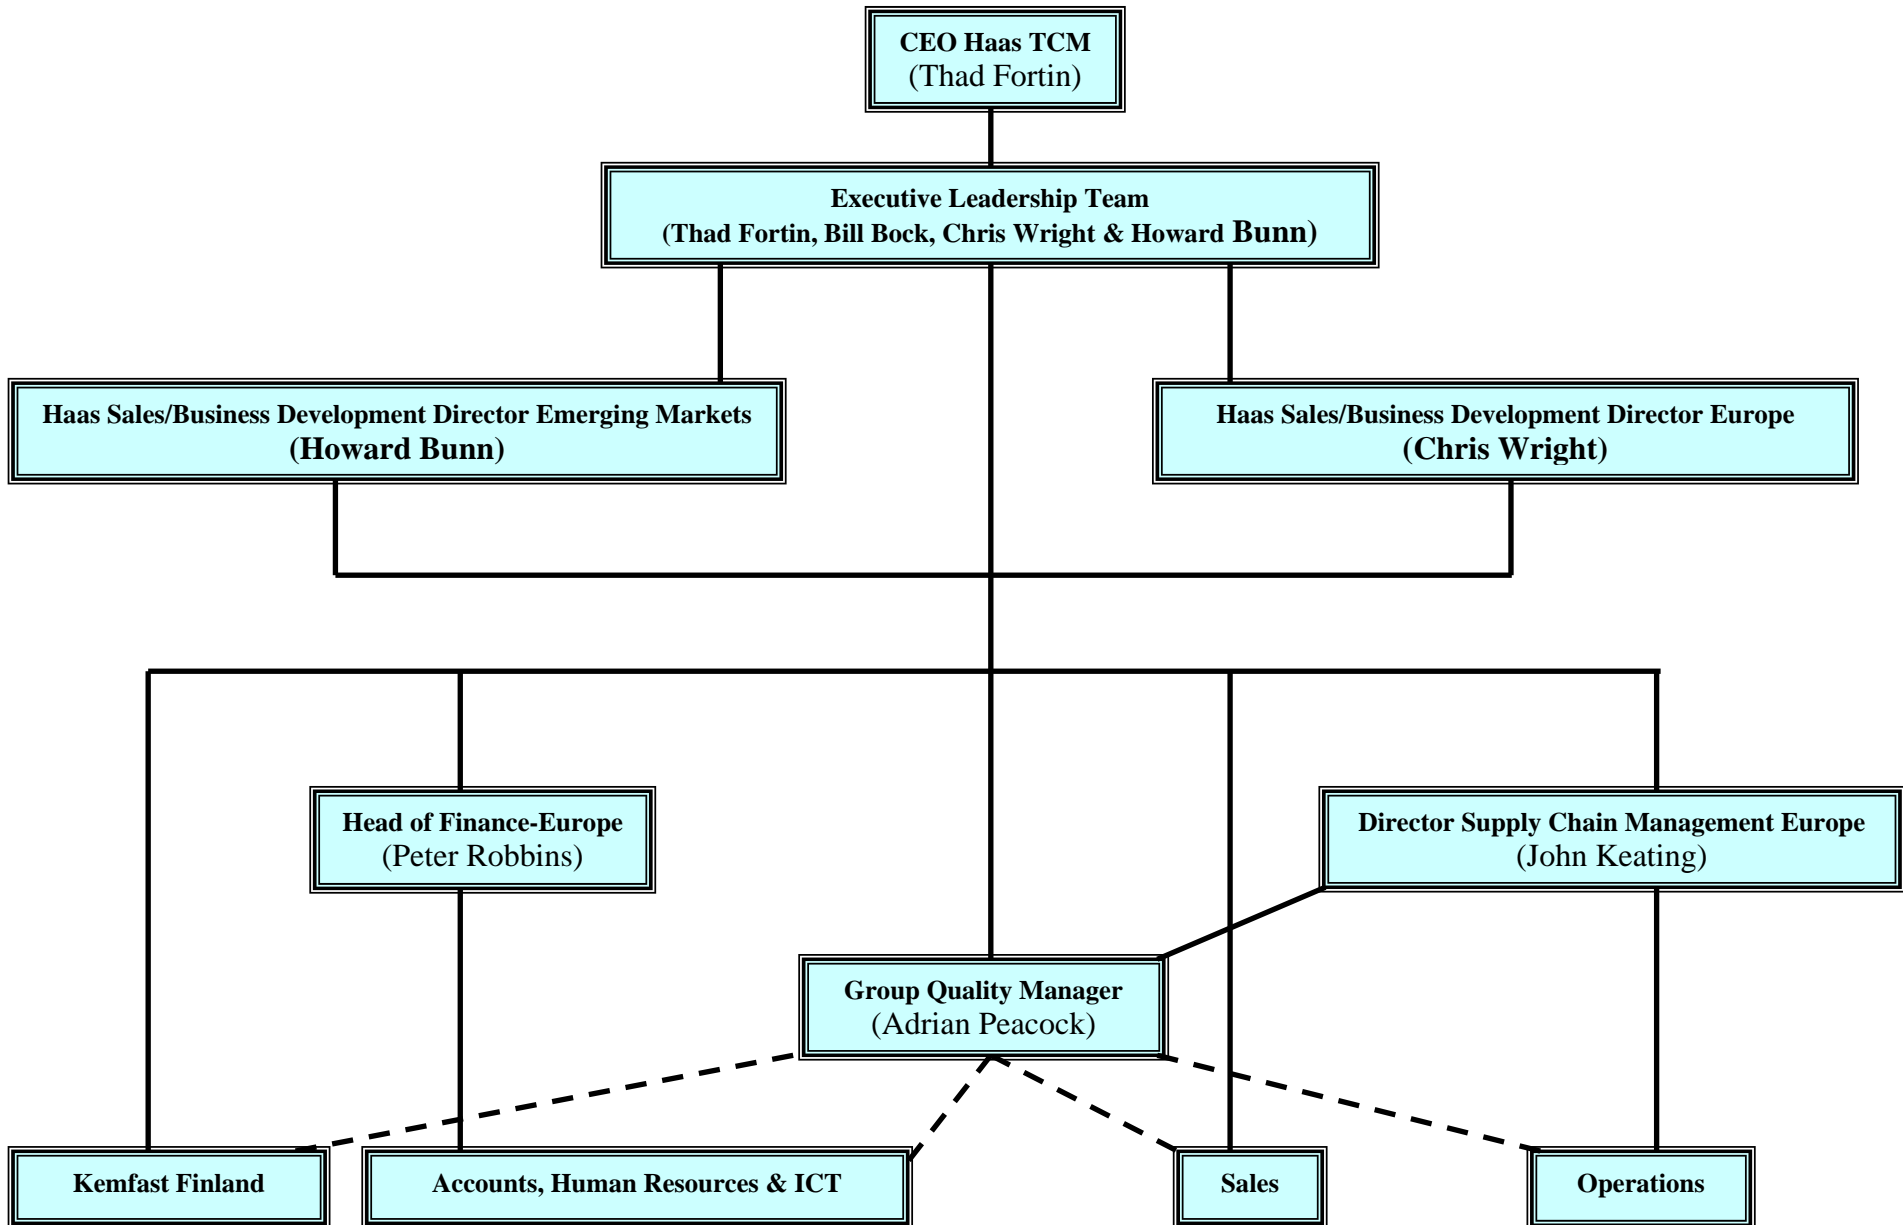 CEO Haas TCM
(Thad Fortin)
Executive Leadership Team
(Thad Fortin, Bill Bock, Chris Wright & Howard Bunn)
Haas Sales/Business Development Director Emerging Markets
(Howard Bunn)
Haas Sales/Business Development Director Europe
(Chris Wright)
Head of Finance-Europe
(Peter Robbins)
Director Supply Chain Management Europe
(John Keating)
Group Quality Manager
(Adrian Peacock)
Kemfast Finland
Accounts, Human Resources & ICT
Sales
Operations